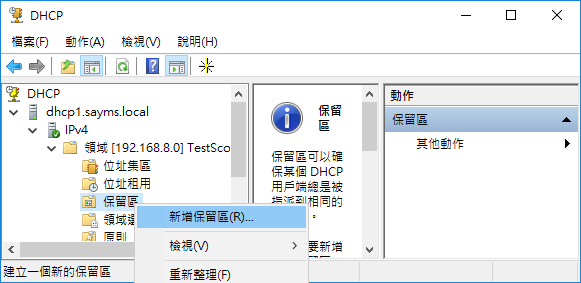 DHCP
檔案(F) 動作(A) 檢視(V) 說明(H)
DHCP
dhcp1.sayms.local
IPv4
領域 [192.168.8.0] TestSco
位址集區
位址租用
保留區
領域選
原則
保留
區
保留區可以確
保某個 DHCP
用戶端總是被
指派到相同的
。
要新增
動作
保留區
其他動作
新增保留區(R)...
檢視(V)
重新整理(F)
建立一個新的保留區